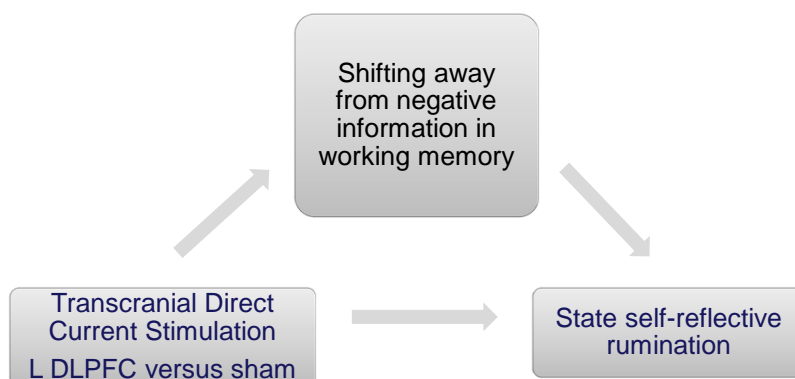 Shifting away
from negative
information in
working memory
Transcranial Direct
Current Stimulation
L DLPFC versus sham
State self-reflective
rumination